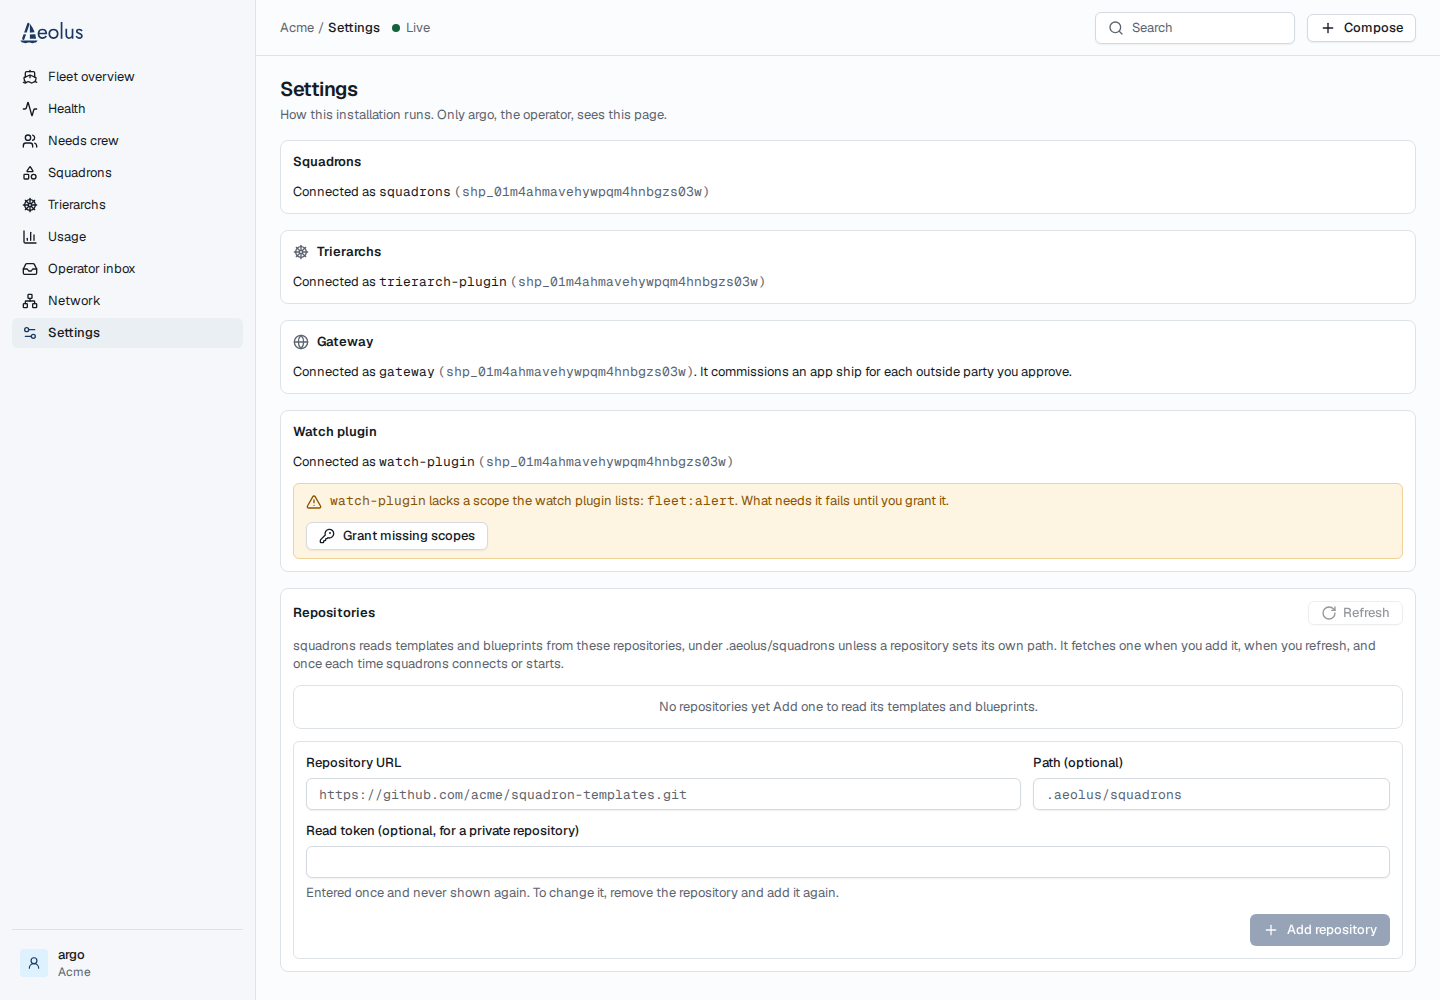 Aeolus
Fleet overview
Health
Needs crew
Squadrons
Trierarchs
Usage
Operator inbox
Network
Settings
argo
Acme
Acme / Settings Live
Search
Compose
Settings
How this installation runs. Only argo, the operator, sees this page.
Squadrons
Connected as squadrons (shp_01m4ahmavehywpqm4hnbgzs03w)
Trierarchs
Connected as trierarch-plugin (shp_01m4ahmavehywpqm4hnbgzs03w)
Gateway
Connected as gateway (shp_01m4ahmavehywpqm4hnbgzs03w). It commissions an app ship for each outside party you approve.
Watch plugin
Connected as watch-plugin (shp_01m4ahmavehywpqm4hnbgzs03w)
watch-plugin lacks a scope the watch plugin lists: fleet:alert. What needs it fails until you grant it.
Grant missing scopes
Repositories
Refresh
squadrons reads templates and blueprints from these repositories, under .aeolus/squadrons unless a repository sets its own path. It fetches one when you add it, when you refresh, and
once each time squadrons connects or starts.
No repositories yet Add one to read its templates and blueprints.
Repository URL
Path (optional)
https://github.com/acme/squadron-templates.git
.aeolus/squadrons
Read token (optional, for a private repository)
Entered once and never shown again. To change it, remove the repository and add it again.
Add repository